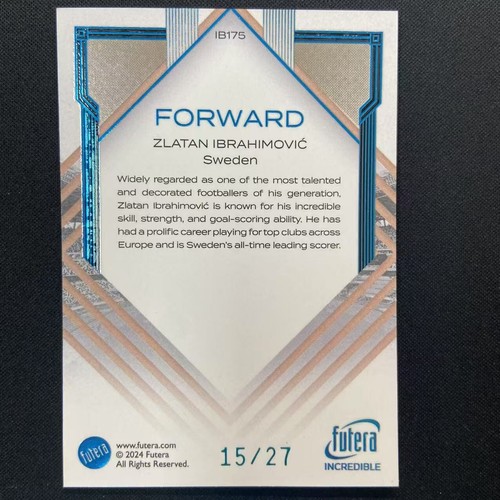 IB175
FORWARD
ZLATAN IBRAHIMOVIĆ
Sweden
Widely regarded as one of the most talented
and decorated footballers of his generation,
Zlatan Ibrahimović is known for his incredible
skill, strength, and goal-scoring ability. He has
had a prolific career playing for top clubs across
Europe and is Sweden's all-time leading scorer.
futera
www.futera.com
© 2024 Futera
All Rights Reserved.
15/27
futera
INCREDIBLE